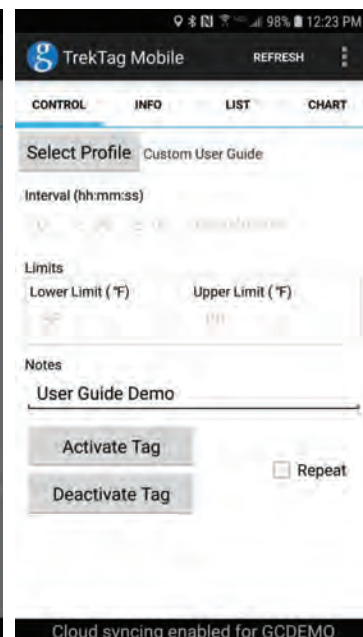 98% 12:23 PM
g TrekTag Mobile REFRESH
CONTROL INFO LIST CHART
Select Profile Custom User Guide
Interval (hh:mm:ss)
Limits
Lower Limit (°F) Upper Limit (°F)
Notes
User Guide Demo
Activate Tag
Repeat
Deactivate Tag
Cloud syncing enabled for GCDEMO